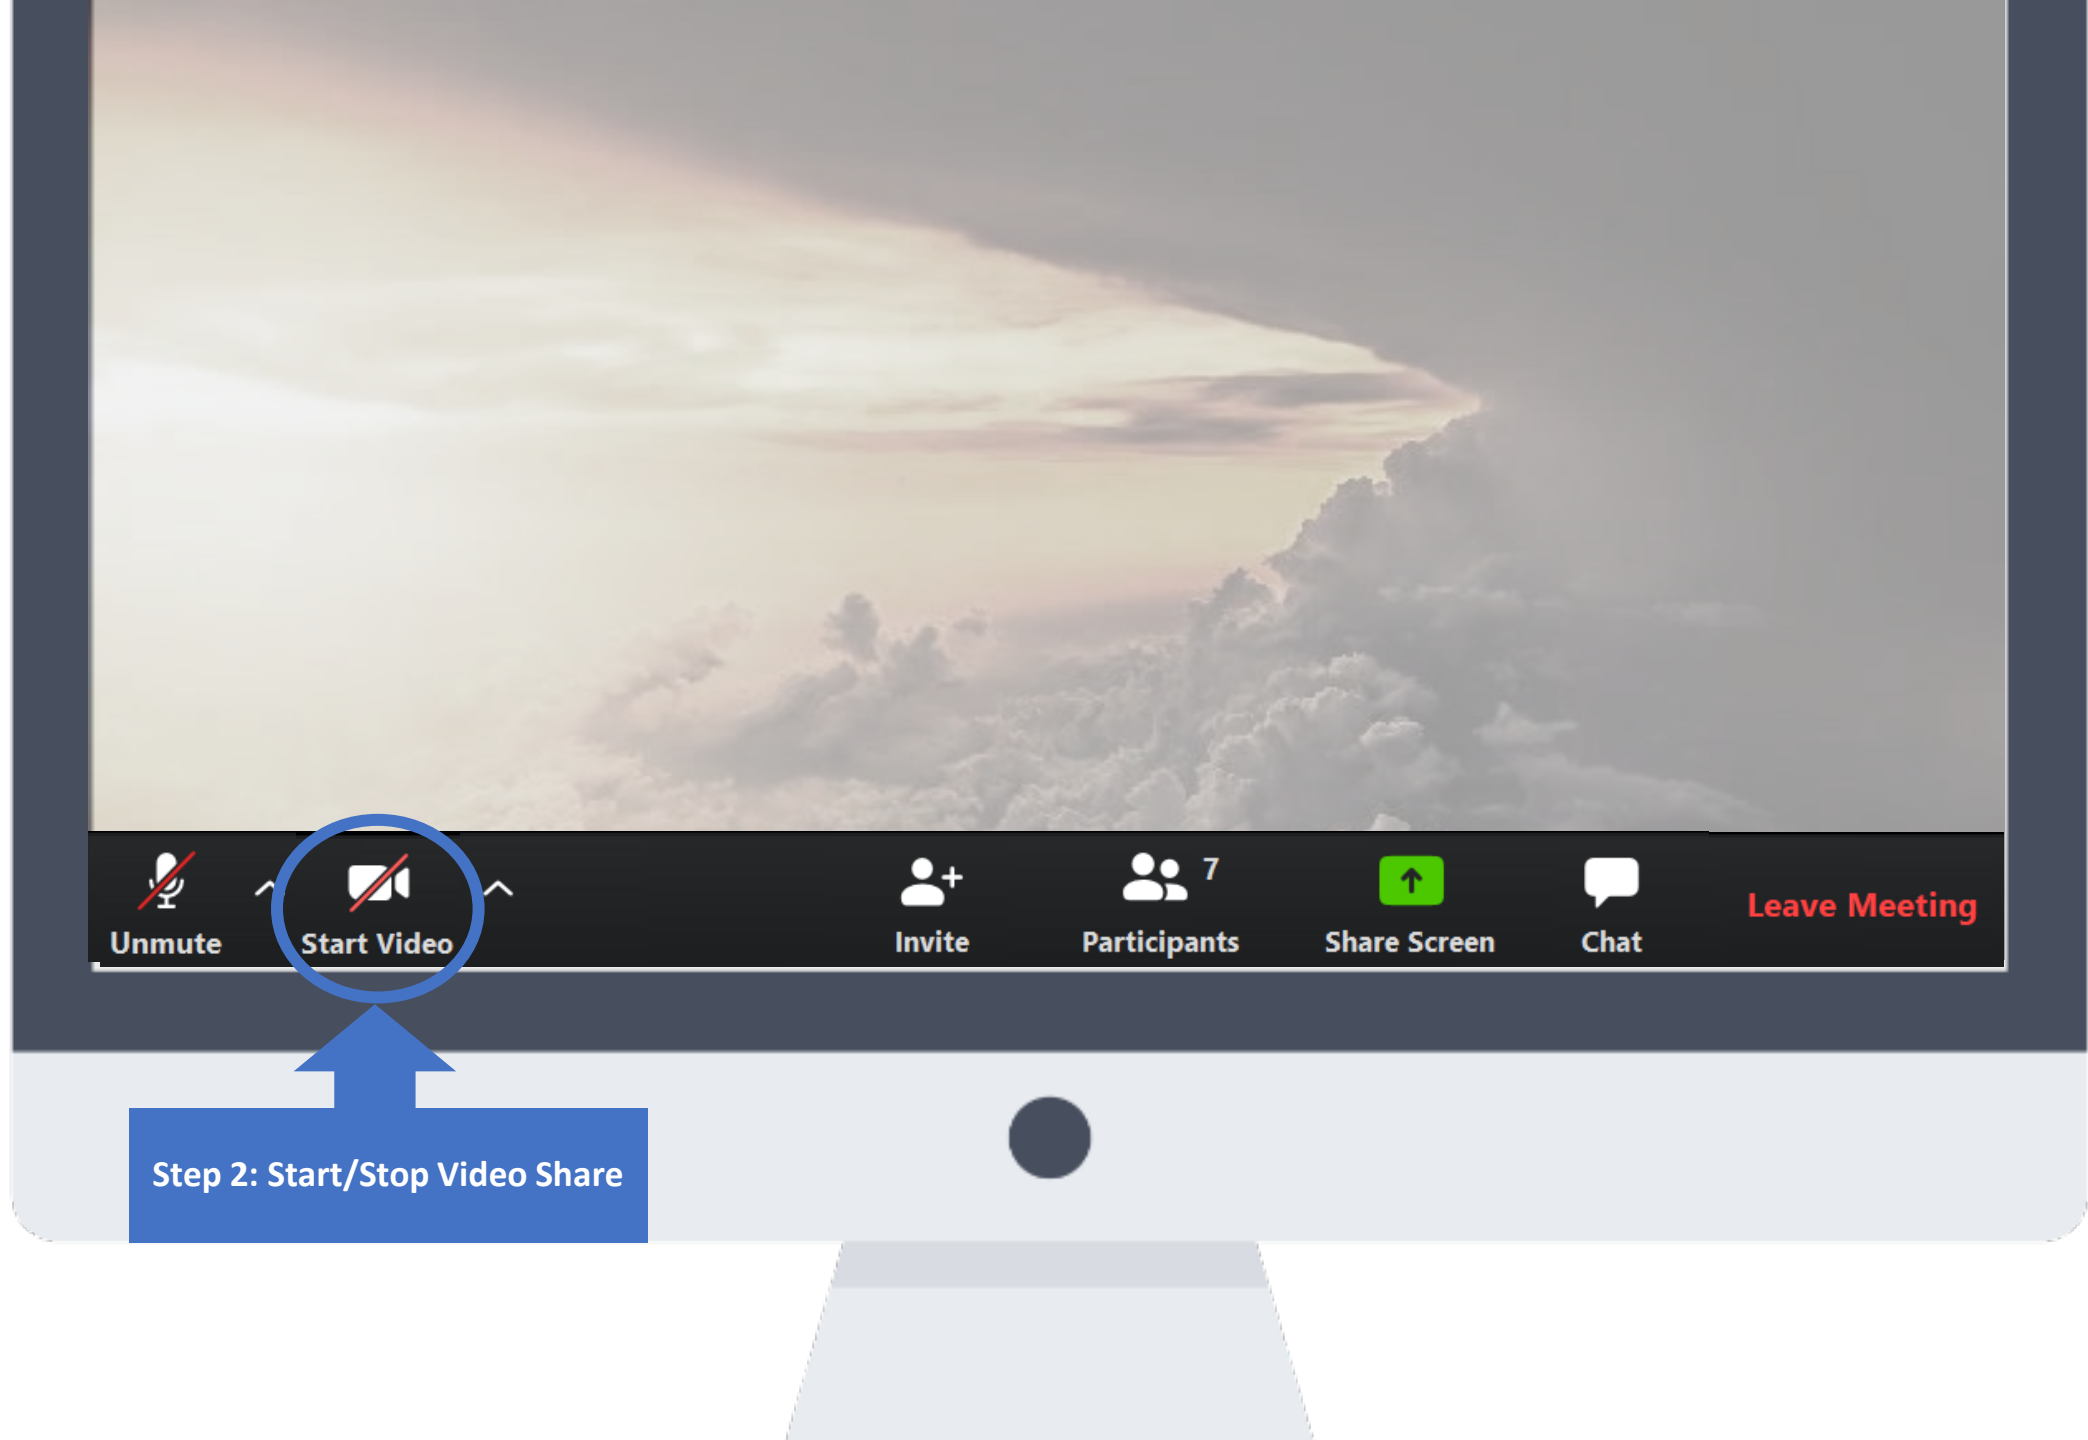 7
Unmute
Start Video
Invite
Participants
Share Screen
Chat
Leave Meeting
Step 2: Start/Stop Video Share